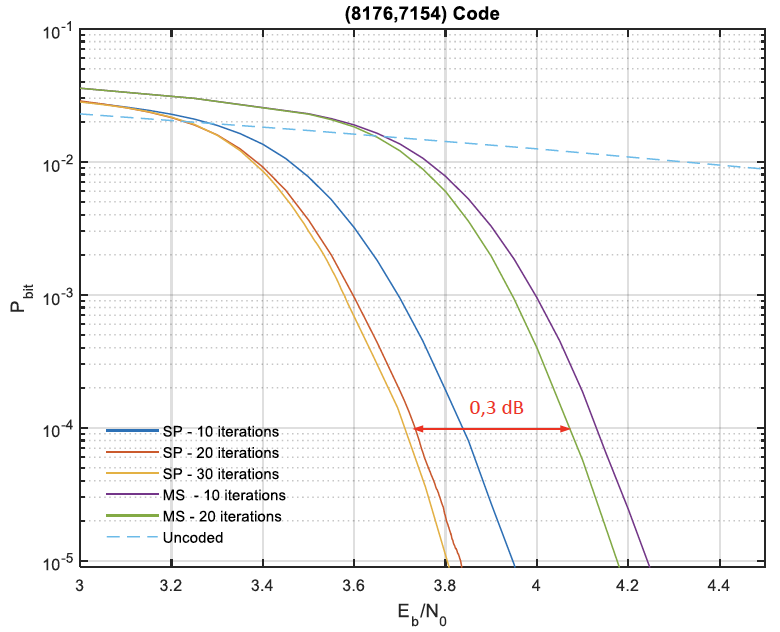 (8176,7154) Code
10^-1
10^-2
10^-3
10^-4
10^-5
P_bit
0,3 dB
SP - 10 iterations
SP - 20 iterations
SP - 30 iterations
MS - 10 iterations
MS - 20 iterations
Uncoded
3 3.2 3.4 3.6 3.8 4 4.2 4.4
E_b/N_0